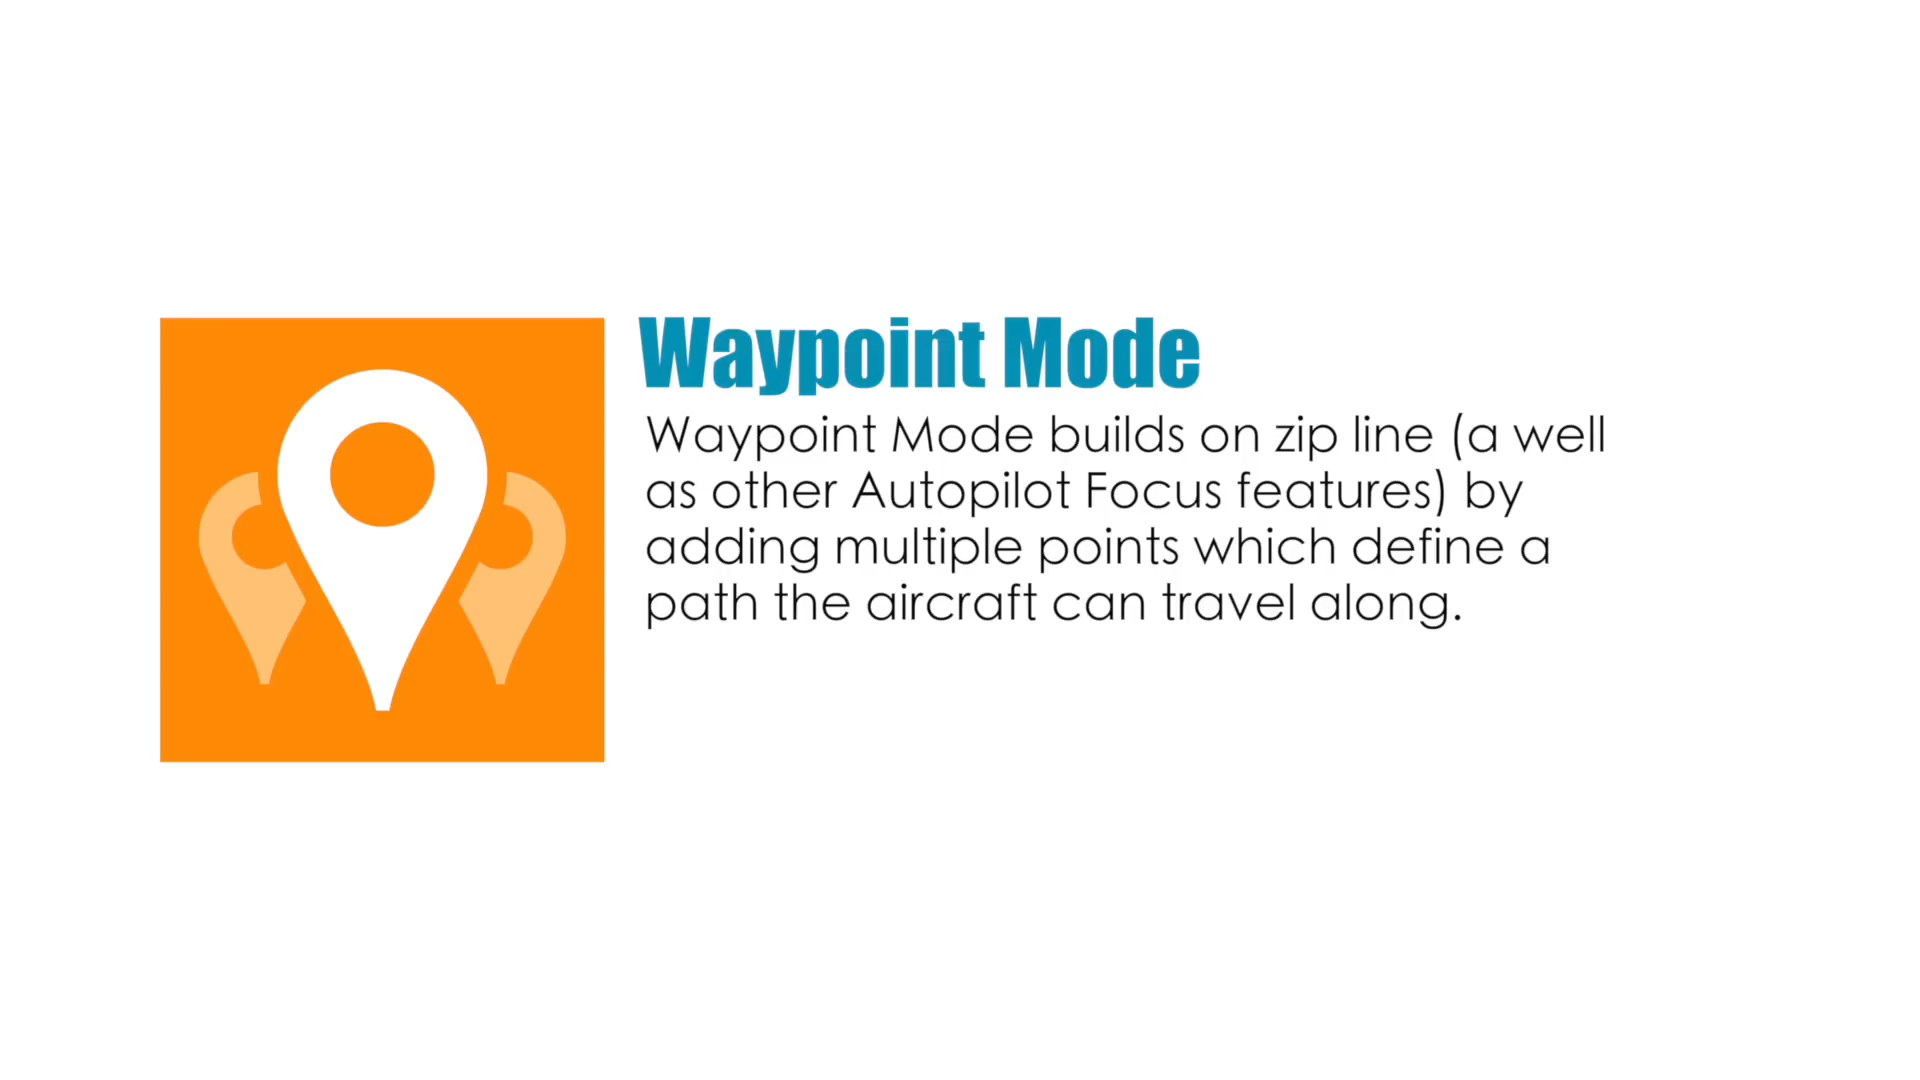 Waypoint Mode
Waypoint Mode builds on zip line (a well
as other Autopilot Focus features) by
adding multiple points which define a
path the aircraft can travel along.